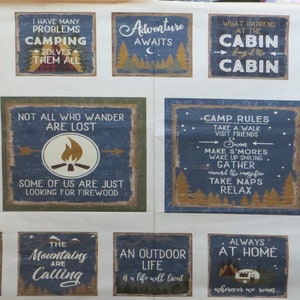 I HAVE MANY
PROBLEMS
CAMPING
SOLVES
THEM ALL
Adventure
AWAITS
WHAT HAPPENS
AT THE
CABIN
stays at the
CABIN
NOT ALL WHO WANDER
ARE LOST
SOME OF US ARE JUST
LOOKING FOR FIREWOOD
CAMP RULES
TAKE A WALK
VISIT FRIENDS
Swim
MAKE S'MORES
WAKE UP SMILING
GATHER
around the campfire
TAKE NAPS
RELAX
THE
Mountains
ARE
Calling
AN OUTDOOR
LIFE
is a life well lived
ALWAYS
AT HOME
wherever we roam